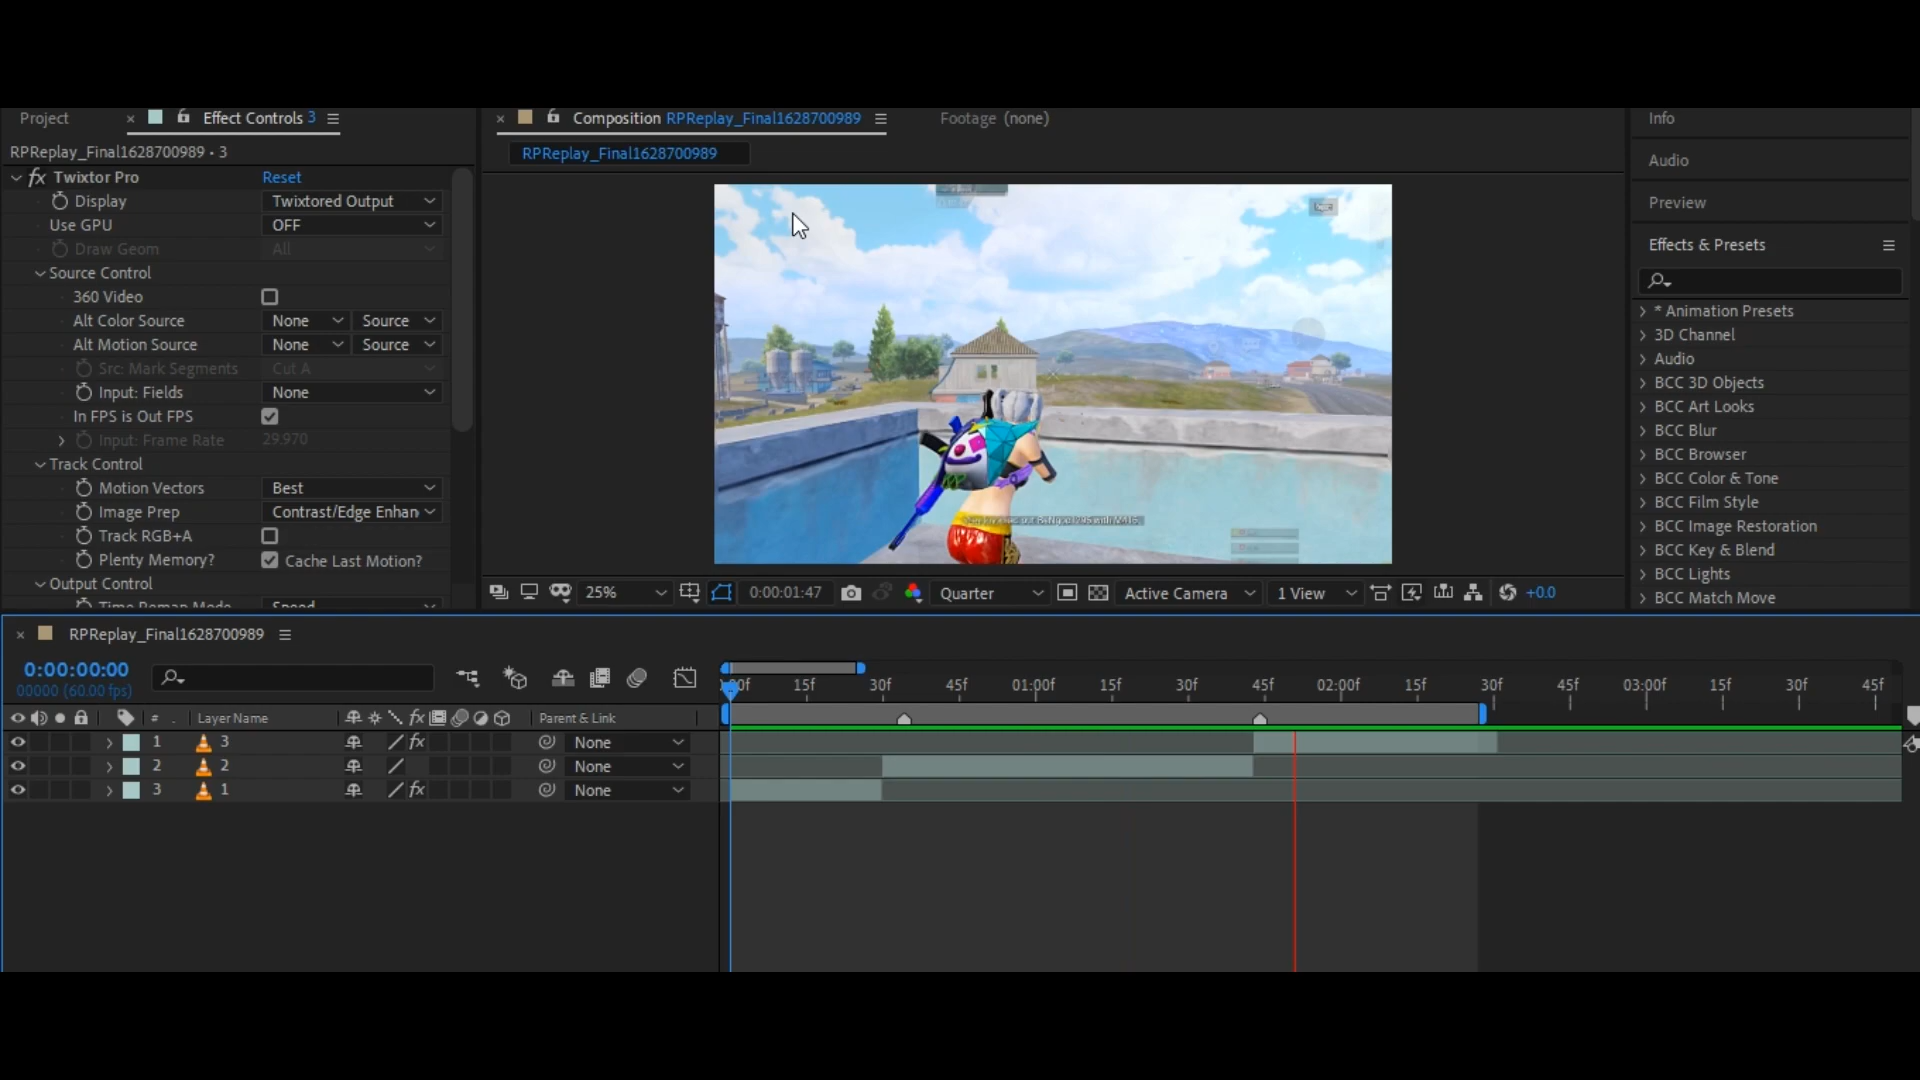 Project
× Effect Controls 3
RPReplay_Final1628700989 • 3
fx Twixtor Pro Reset
Display Twixtored Output
Use GPU OFF
Draw Geom All
Source Control
360 Video
Alt Color Source None Source
Alt Motion Source None Source
Src: Mark Segments Cut A
Input: Fields None
In FPS is Out FPS
Input: Frame Rate 29.970
Track Control
Motion Vectors Best
Image Prep Contrast/Edge Enhan
Track RGB+A
Plenty Memory? Cache Last Motion?
Output Control
Time Remap Mode Speed
× Composition RPReplay_Final1628700989
Footage (none)
RPReplay_Final1628700989
25% 0:00:01:47 Quarter Active Camera 1 View +0.0
Info
Audio
Preview
Effects & Presets
* Animation Presets
3D Channel
Audio
BCC 3D Objects
BCC Art Looks
BCC Blur
BCC Browser
BCC Color & Tone
BCC Film Style
BCC Image Restoration
BCC Key & Blend
BCC Lights
BCC Match Move
× RPReplay_Final1628700989
0:00:00:00
00000 (60.00 fps)
15f 30f 45f 01:00f 15f 30f 45f 02:00f 15f 30f 45f 03:00f 15f 30f 45f
# . Layer Name fx Parent & Link
1 3 fx None
2 2 None
3 1 fx None